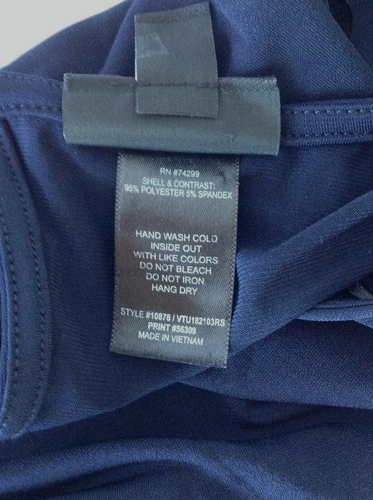 RN #74299
SHELL & CONTRAST:
95% POLYESTER 5% SPANDEX
HAND WASH COLD
INSIDE OUT
WITH LIKE COLORS
DO NOT BLEACH
DO NOT IRON
HANG DRY
STYLE #10878 / VTU182103RS
PRINT #56309
MADE IN VIETNAM